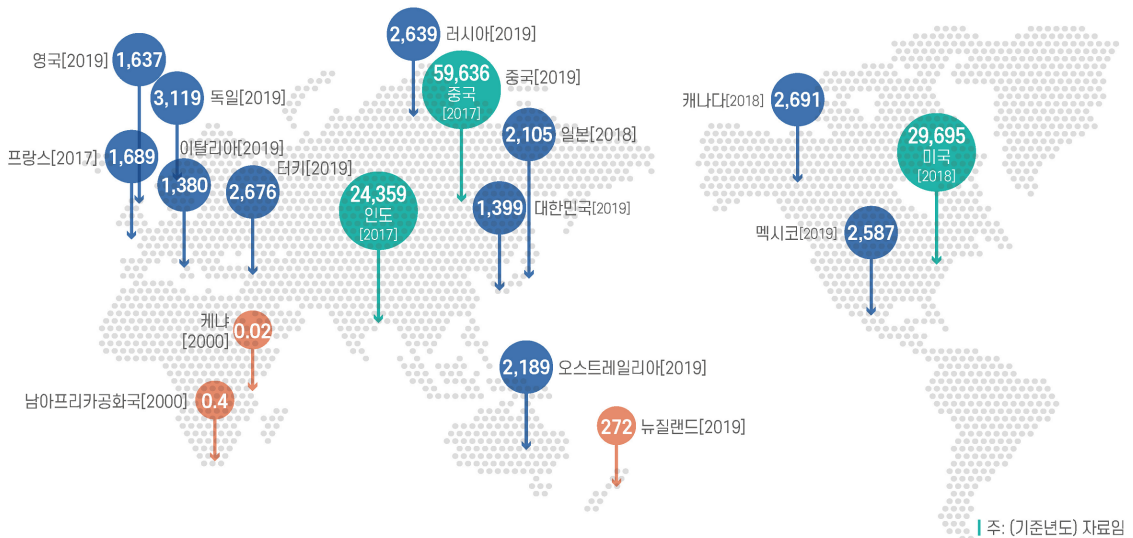 2,639 러시아[2019]
영국[2019] 1,637
59,636 중국[2019]
중국
[2017]
3,119 독일[2019]
캐나다[2018] 2,691
2,105 일본[2018]
29,695
미국
[2018]
프랑스[2017] 1,689
이탈리아[2019]
1,380
터키[2019]
2,676
24,359
인도
[2017]
1,399 대한민국[2019]
멕시코[2019] 2,587
케냐
[2000]
0.02
2,189 오스트레일리아[2019]
남아프리카공화국[2000] 0.4
272 뉴질랜드[2019]
주: (기준년도) 자료임